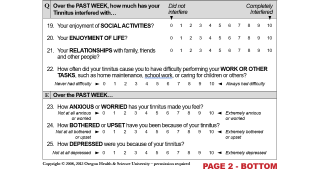 Q Over the PAST WEEK, how much has your Did not Completely
Tinnitus interfered with... interfere interfered
▼ ▼
19. Your enjoyment of SOCIAL ACTIVITIES? 0 1 2 3 4 5 6 7 8 9 10
20. Your ENJOYMENT OF LIFE? 0 1 2 3 4 5 6 7 8 9 10
21. Your RELATIONSHIPS with family, friends 0 1 2 3 4 5 6 7 8 9 10
and other people?
22. How often did your tinnitus cause you to have difficulty performing your WORK OR OTHER
TASKS, such as home maintenance, school work, or caring for children or others?
Never had difficulty ► 0 1 2 3 4 5 6 7 8 9 10 ◄ Always had difficulty
E Over the PAST WEEK...
23. How ANXIOUS or WORRIED has your tinnitus made you feel?
Not at all anxious ► 0 1 2 3 4 5 6 7 8 9 10 ◄ Extremely anxious
or worried or worried
24. How BOTHERED or UPSET have you been because of your tinnitus?
Not at all bothered ► 0 1 2 3 4 5 6 7 8 9 10 ◄ Extremely bothered
or upset or upset
25. How DEPRESSED were you because of your tinnitus?
Not at all depressed ► 0 1 2 3 4 5 6 7 8 9 10 ◄ Extremely depressed
Copyright © 2008, 2012 Oregon Health & Science University – permission required
PAGE 2 - BOTTOM